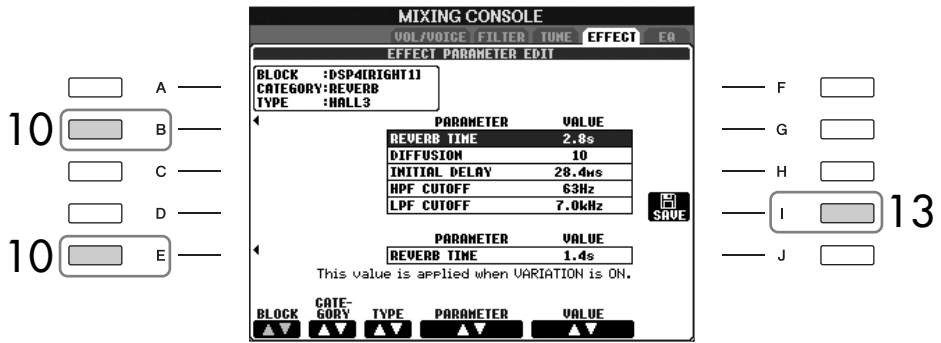 MIXING CONSOLE
VOL/VOICE FILTER TUNE EFFECT EQ
EFFECT PARAMETER EDIT
BLOCK :DSP4[RIGHT1]
CATEGORY:REVERB
TYPE :HALL3
A
F
10
B
G
PARAMETER VALUE
REVERB TIME 2.8s
DIFFUSION 10
INITIAL DELAY 28.4ms
HPF CUTOFF 63Hz
LPF CUTOFF 7.0kHz
C
H
D
SAVE
I
13
10
E
J
PARAMETER VALUE
REVERB TIME 1.4s
This value is applied when VARIATION is ON.
BLOCK CATE-GORY TYPE PARAMETER VALUE